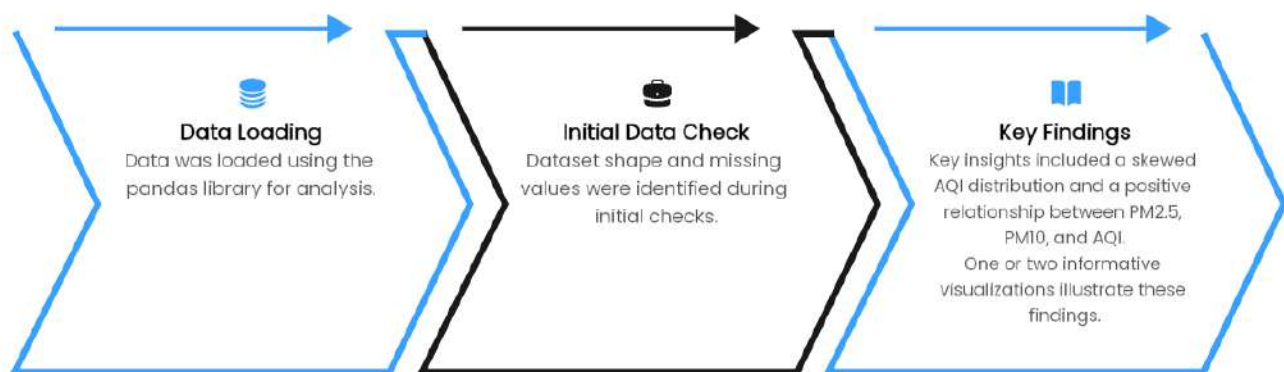 Data Loading
Data was loaded using the
pandas library for analysis.
Initial Data Check
Dataset shape and missing
values were identified during
initial checks.
Key Findings
Key insights included a skewed
AQI distribution and a positive
relationship between PM2.5,
PM10, and AQI.
One or two informative
visualizations illustrate these
findings.